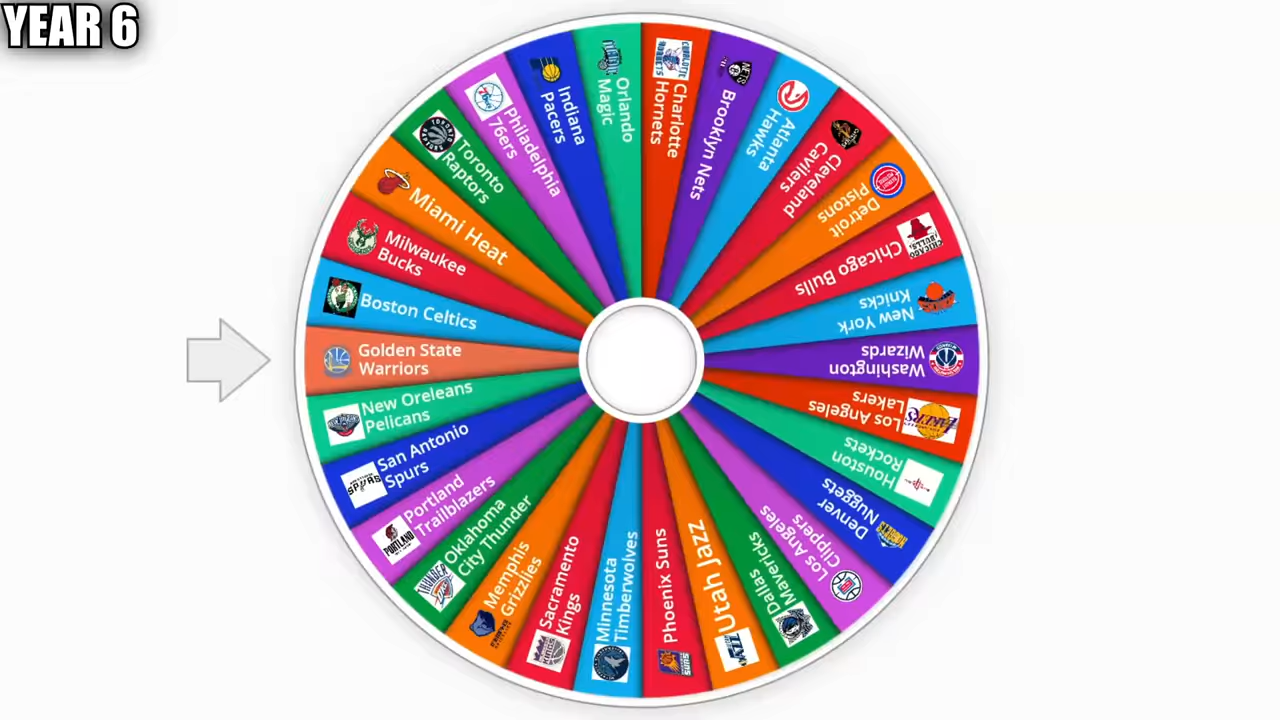 YEAR 6
Orlando
Magic
Charlotte
Hornets
Brooklyn Nets
Atlanta
Hawks
Cleveland
Caviliers
Detroit
Pistons
Chicago Bulls
New York
Knicks
Washington
Wizards
Los Angeles
Lakers
Houston
Rockets
Denver
Nuggets
Los Angeles
Clippers
Dallas
Mavericks
Utah Jazz
Phoenix Suns
Minnesota
Timberwolves
Sacramento
Kings
Memphis
Grizzlies
Oklahoma
City Thunder
Portland
Trailblazers
San Antonio
Spurs
New Oreleans
Pelicans
Golden State
Warriors
Boston Celtics
Milwaukee
Bucks
Miami Heat
Toronto
Raptors
Philadelphia
76ers
Indiana
Pacers